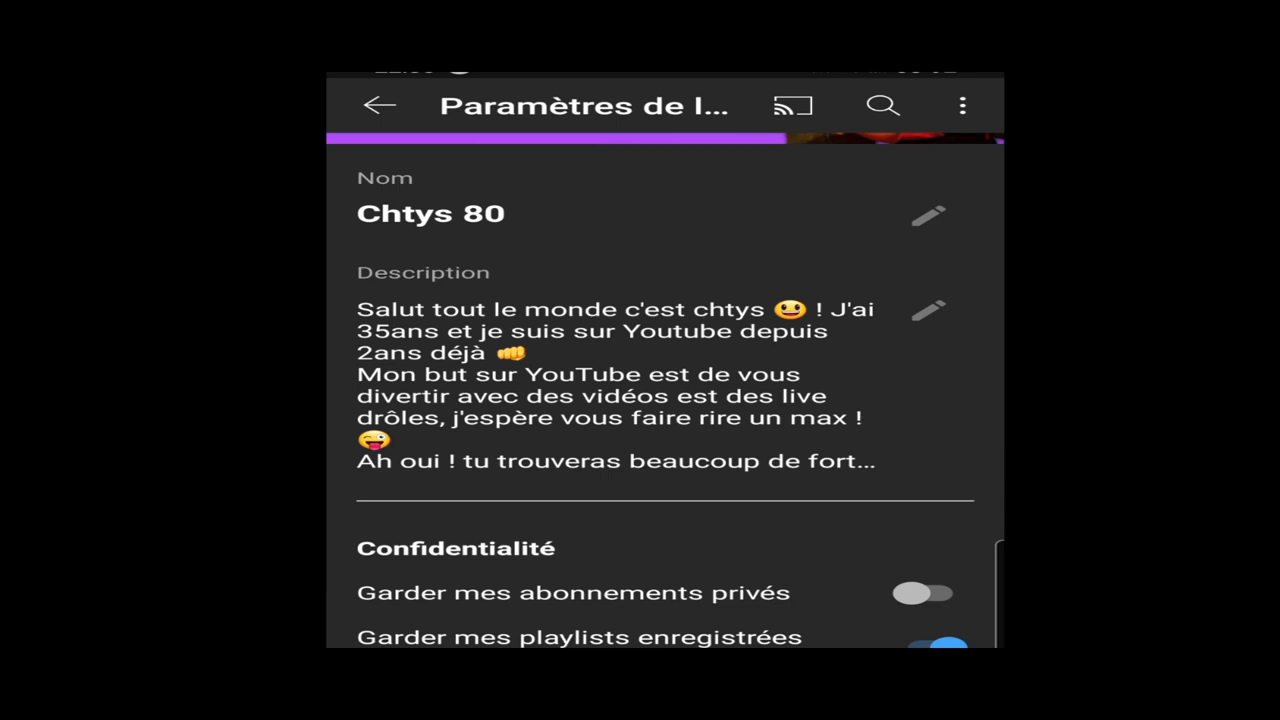 Paramètres de l...
Nom
Chtys 80
Description
Salut tout le monde c'est chtys 😃 ! J'ai
35ans et je suis sur Youtube depuis
2ans déjà 👊
Mon but sur YouTube est de vous
divertir avec des vidéos est des live
drôles, j'espère vous faire rire un max !
😜
Ah oui ! tu trouveras beaucoup de fort...
Confidentialité
Garder mes abonnements privés
Garder mes playlists enregistrées